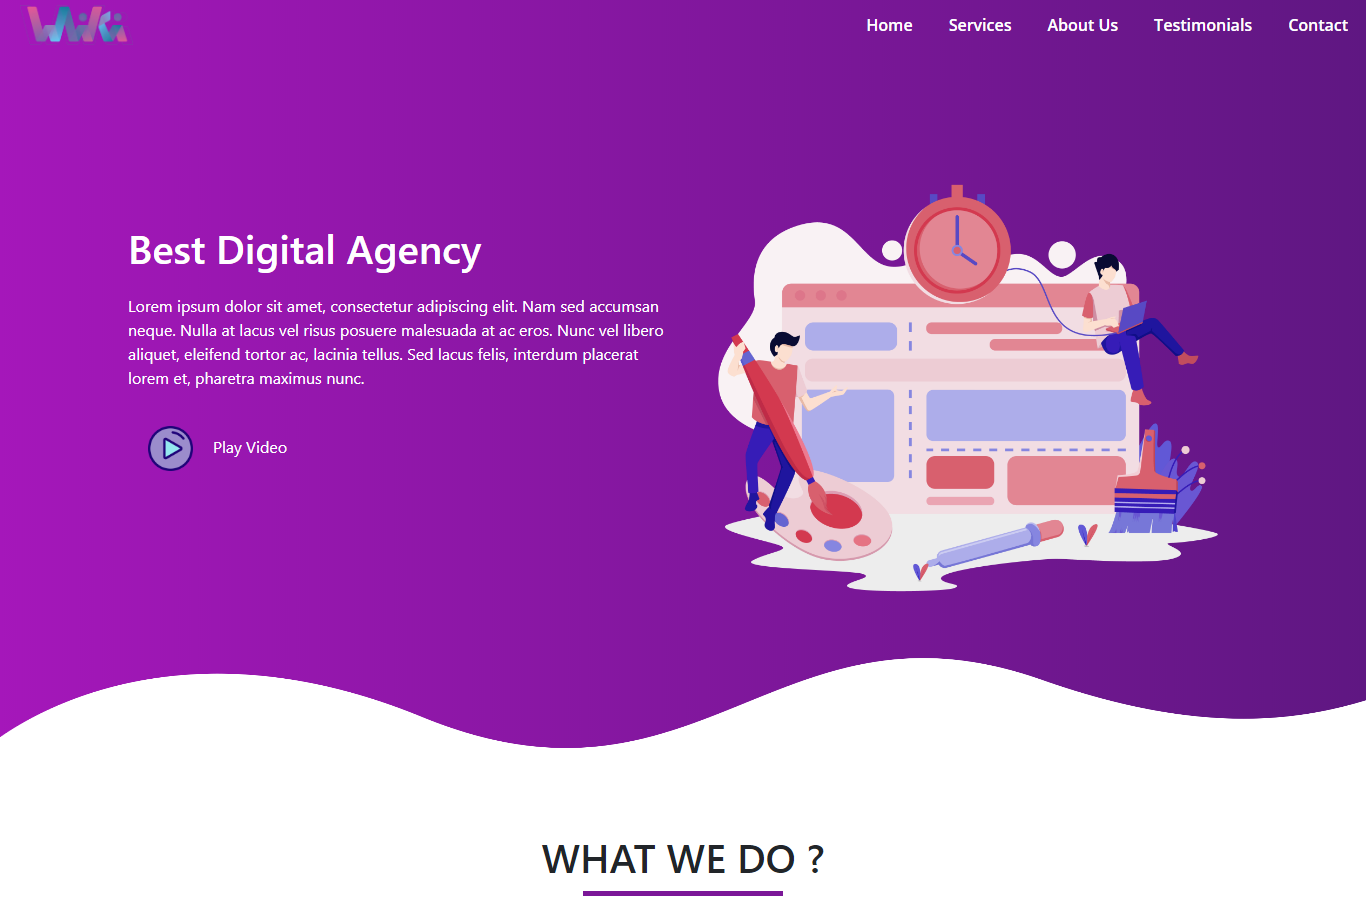 Waiki
Home Services About Us Testimonials Contact
Best Digital Agency
Lorem ipsum dolor sit amet, consectetur adipiscing elit. Nam sed accumsan
neque. Nulla at lacus vel risus posuere malesuada at ac eros. Nunc vel libero
aliquet, eleifend tortor ac, lacinia tellus. Sed lacus felis, interdum placerat
lorem et, pharetra maximus nunc.
Play Video
WHAT WE DO ?